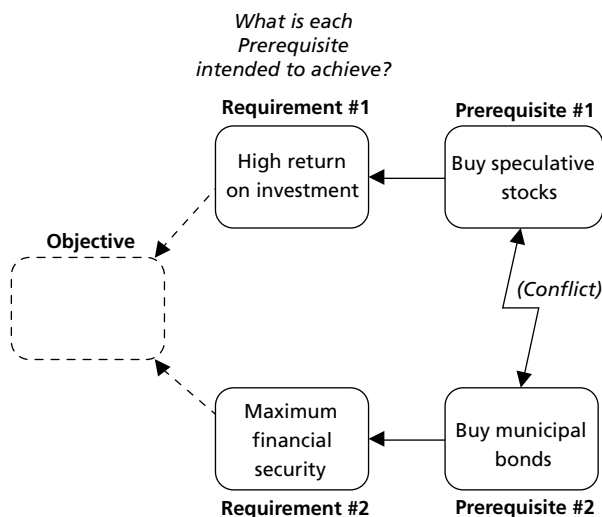 What is each
Prerequisite
intended to achieve?
Requirement #1
Prerequisite #1
High return
on investment
Buy speculative
stocks
Objective
(Conflict)
Maximum
financial
security
Buy municipal
bonds
Requirement #2
Prerequisite #2